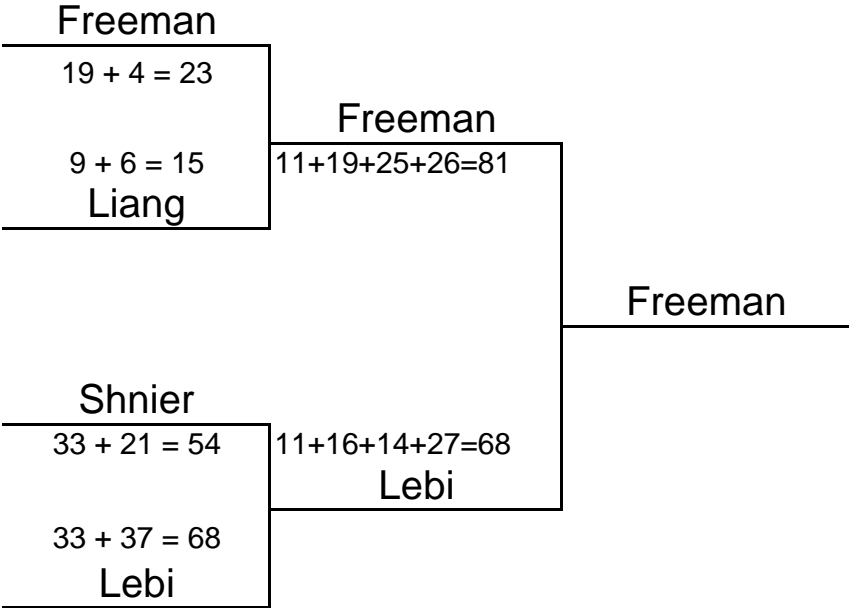 Freeman
19 + 4 = 23
9 + 6 = 15
Liang
Freeman
11+19+25+26=81
Freeman
Shnier
33 + 21 = 54
33 + 37 = 68
Lebi
11+16+14+27=68
Lebi